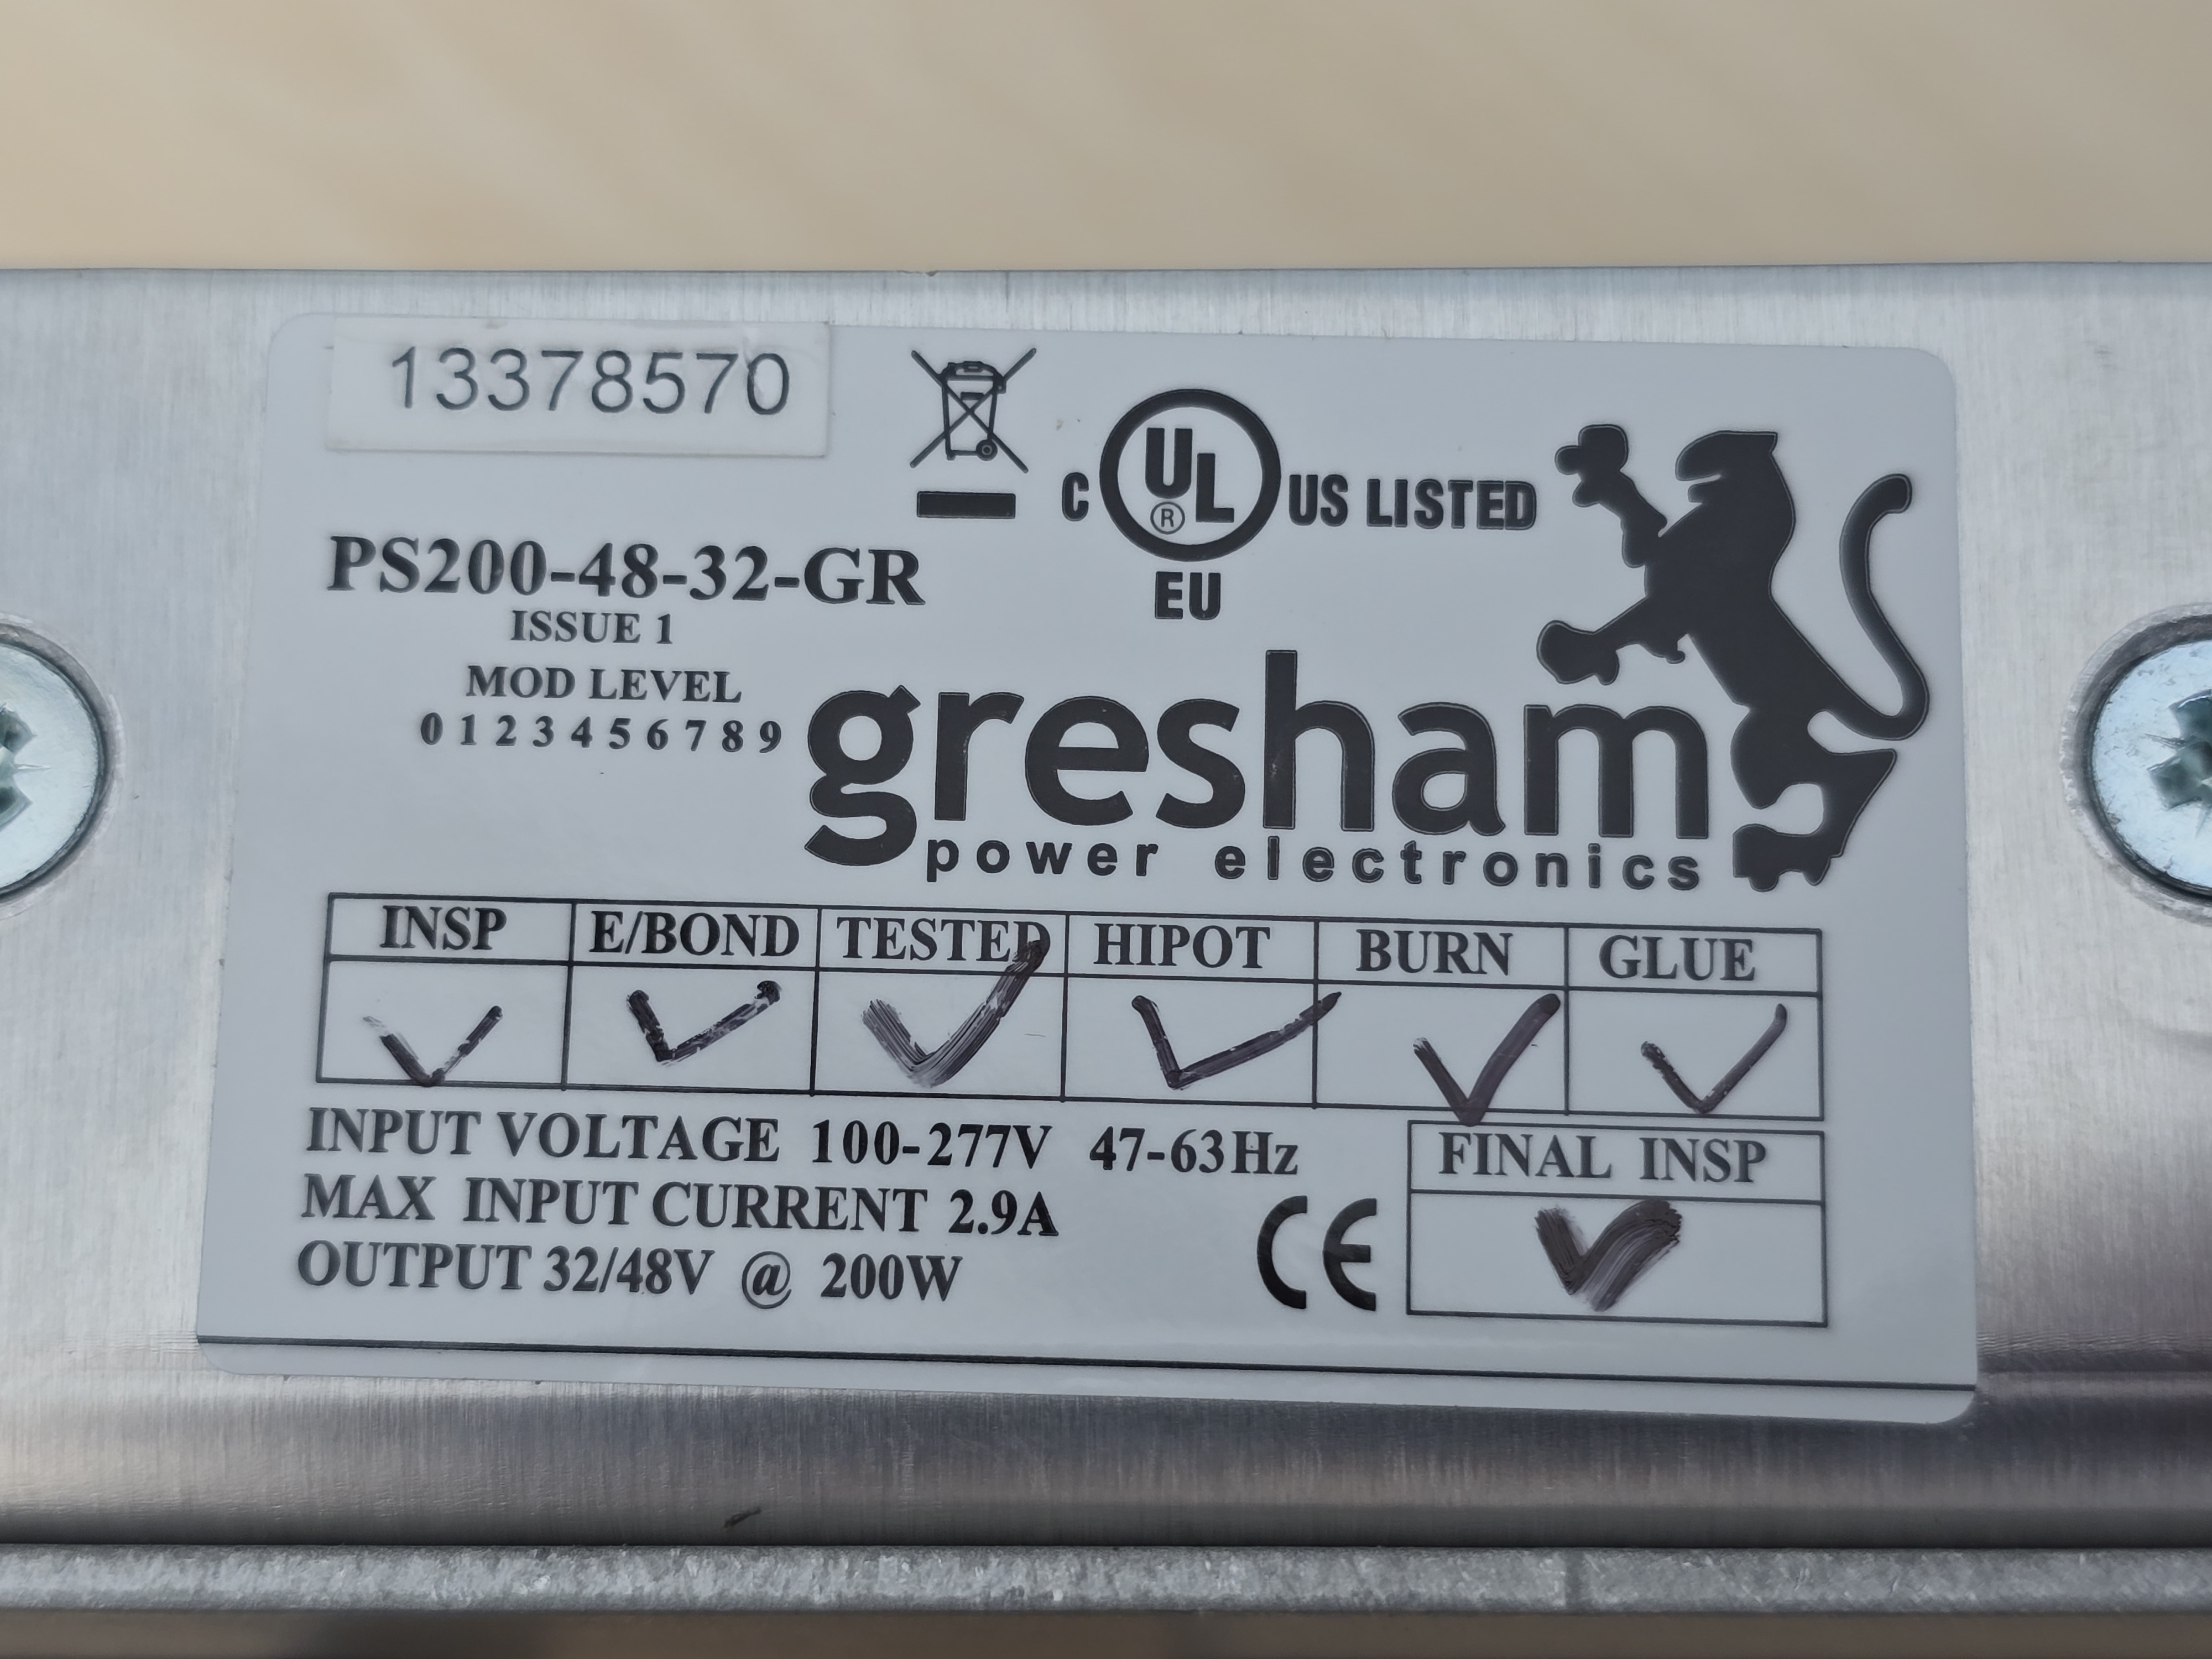 13378570
C UL ® US LISTED
EU
PS200-48-32-GR
ISSUE 1
MOD LEVEL
0 1 2 3 4 5 6 7 8 9
gresham
power electronics
INSP E/BOND TESTED HIPOT BURN GLUE
INPUT VOLTAGE 100-277V 47-63Hz
MAX INPUT CURRENT 2.9A
OUTPUT 32/48V @ 200W
CE
FINAL INSP